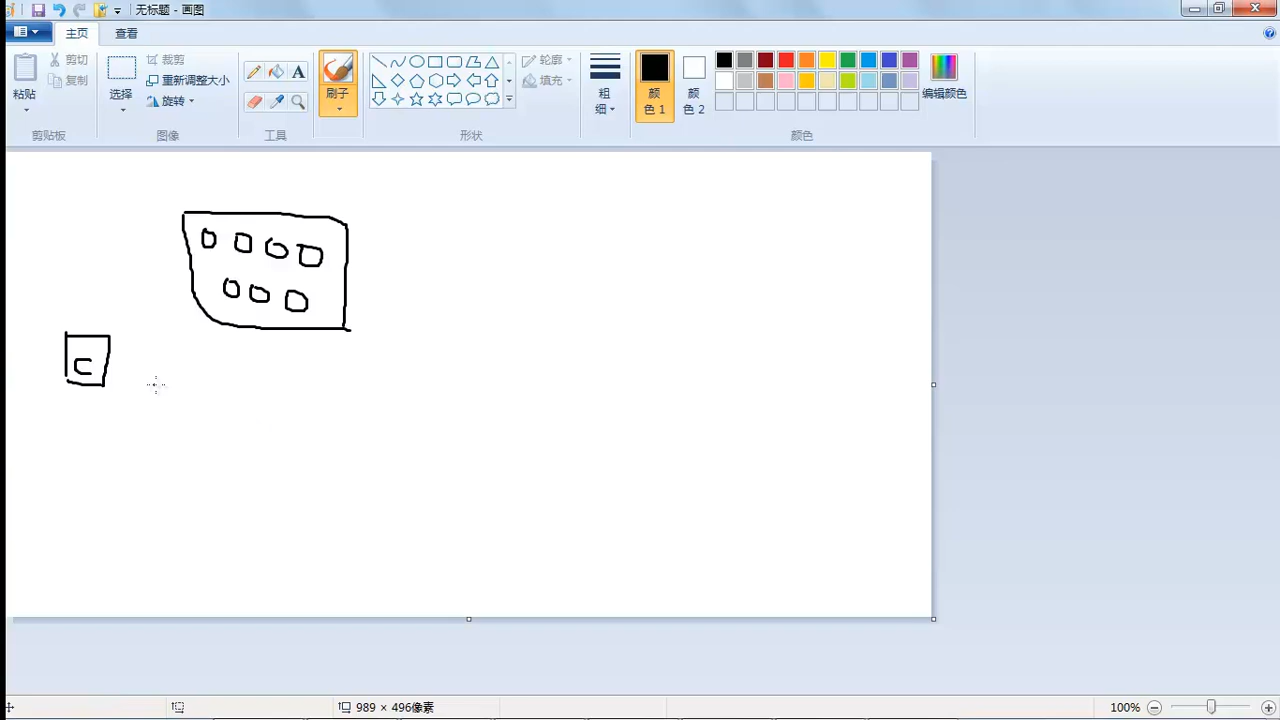 无标题 - 画图
主页 查看
粘贴
剪切
复制
剪贴板
选择
裁剪
重新调整大小
旋转
图像
A
工具
刷子
轮廓
填充
形状
粗
细
颜
色 1
颜
色 2
编辑颜色
颜色
C
989 × 496像素
100%